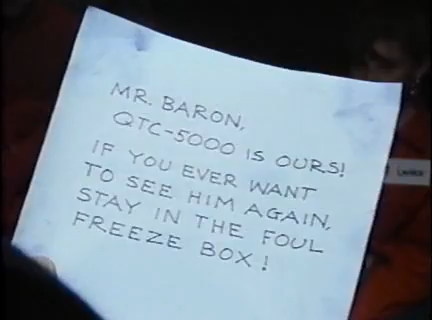 MR. BARON,
QTC-5000 IS OURS!
IF YOU EVER WANT
TO SEE HIM AGAIN,
STAY IN THE FOUL
FREEZE BOX!